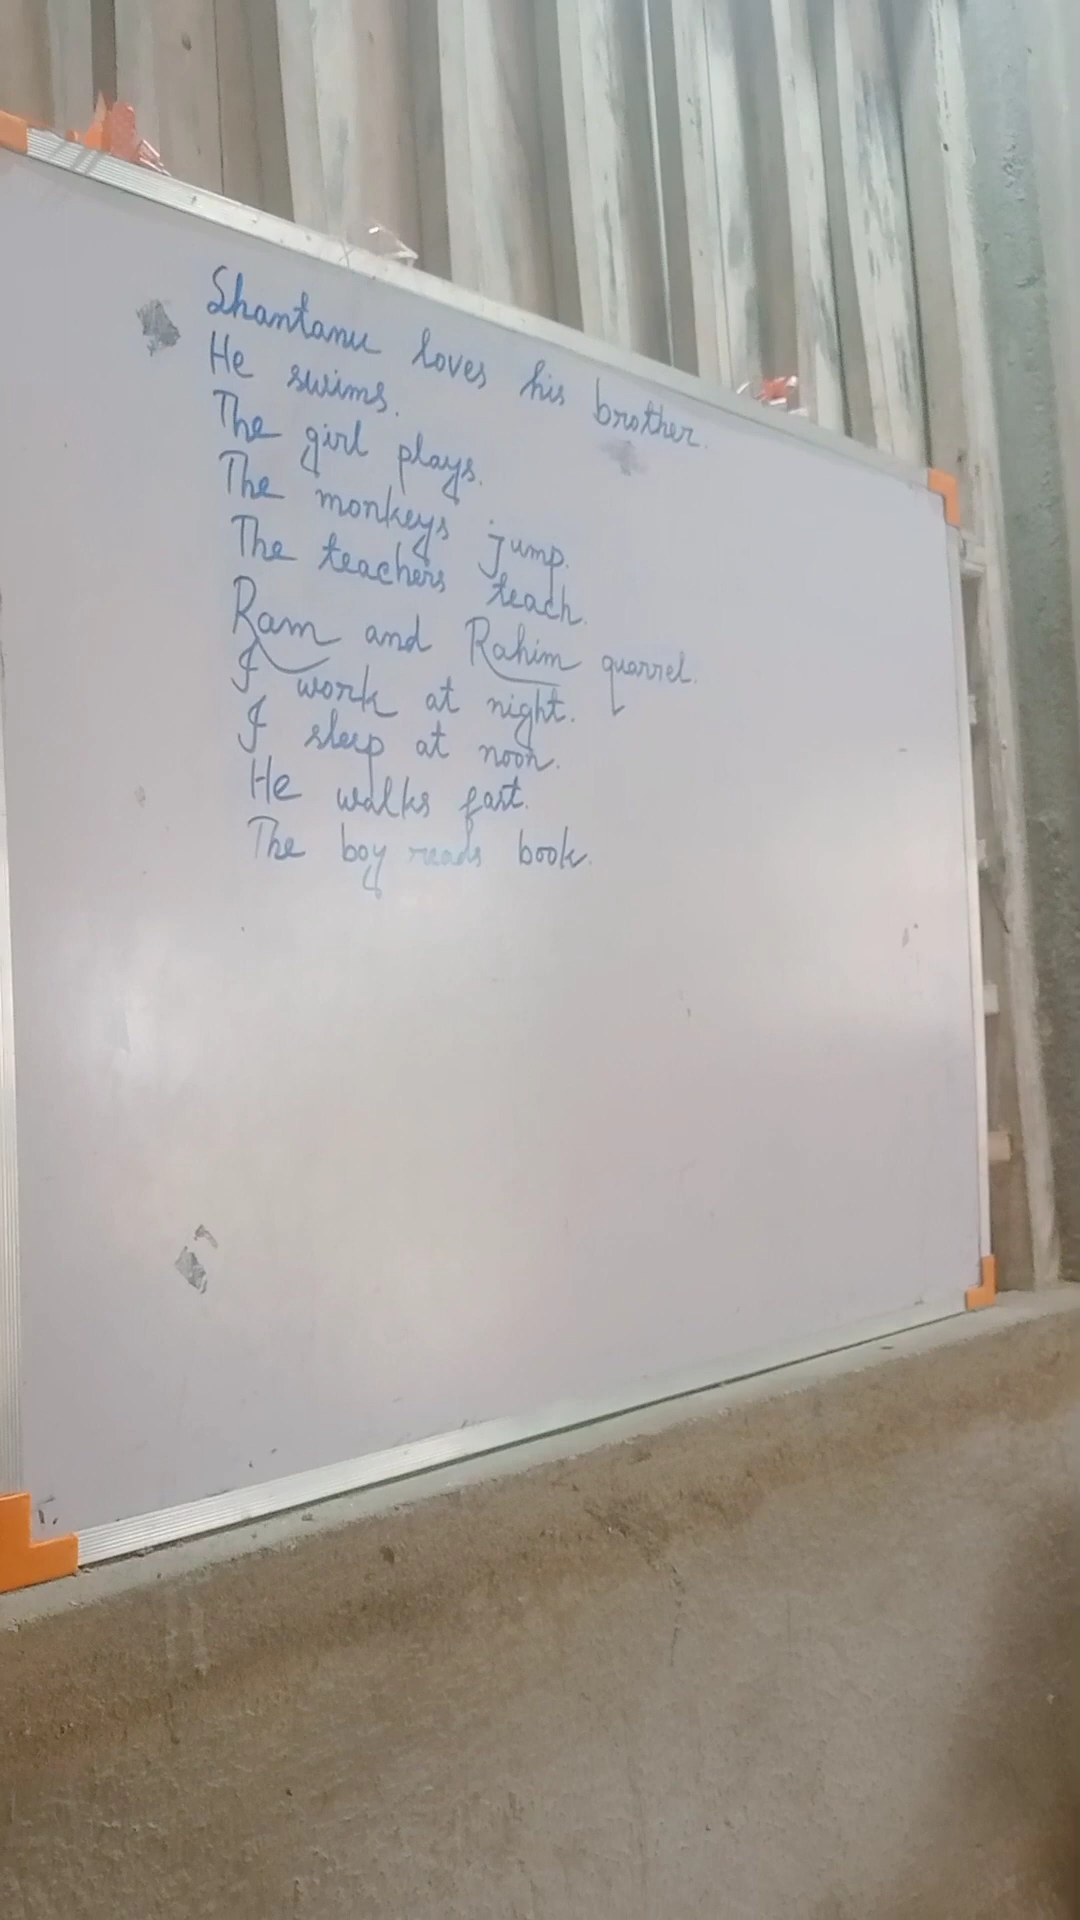 Shantanu loves his brother.
He swims.
The girl plays.
The monkeys jump.
The teachers teach.
Ram and Rahim quarrel.
I work at night.
I sleep at noon.
He walks fast.
The boy reads book.